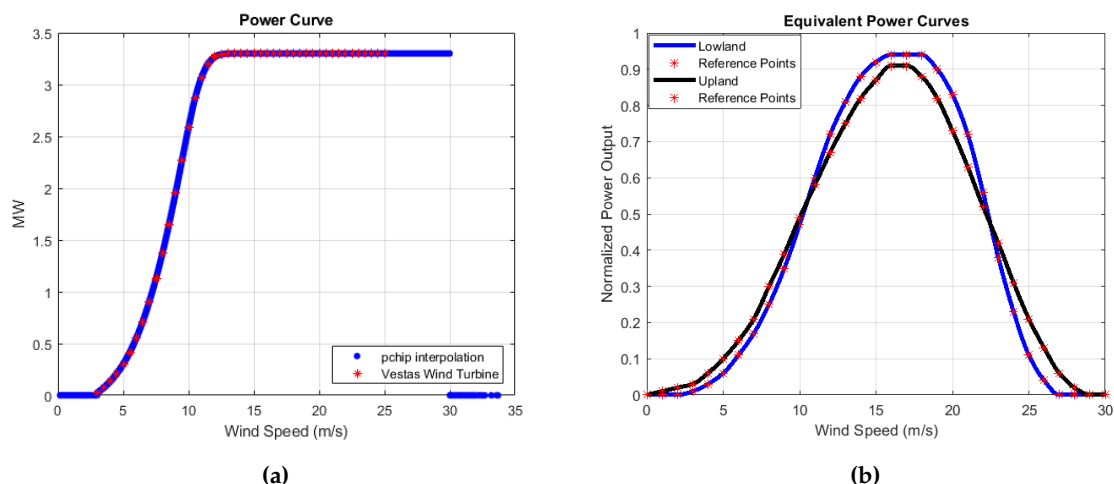 Power Curve
3.5
3
2.5
2
1.5
1
0.5
0
MW
0
5
10
15
20
25
30
35
Wind Speed (m/s)
pchip interpolation
Vestas Wind Turbine
(a)
Equivalent Power Curves
1
0.9
0.8
0.7
0.6
0.5
0.4
0.3
0.2
0.1
0
Normalized Power Output
Lowland
Reference Points
Upland
Reference Points
0
5
10
15
20
25
30
Wind Speed (m/s)
(b)